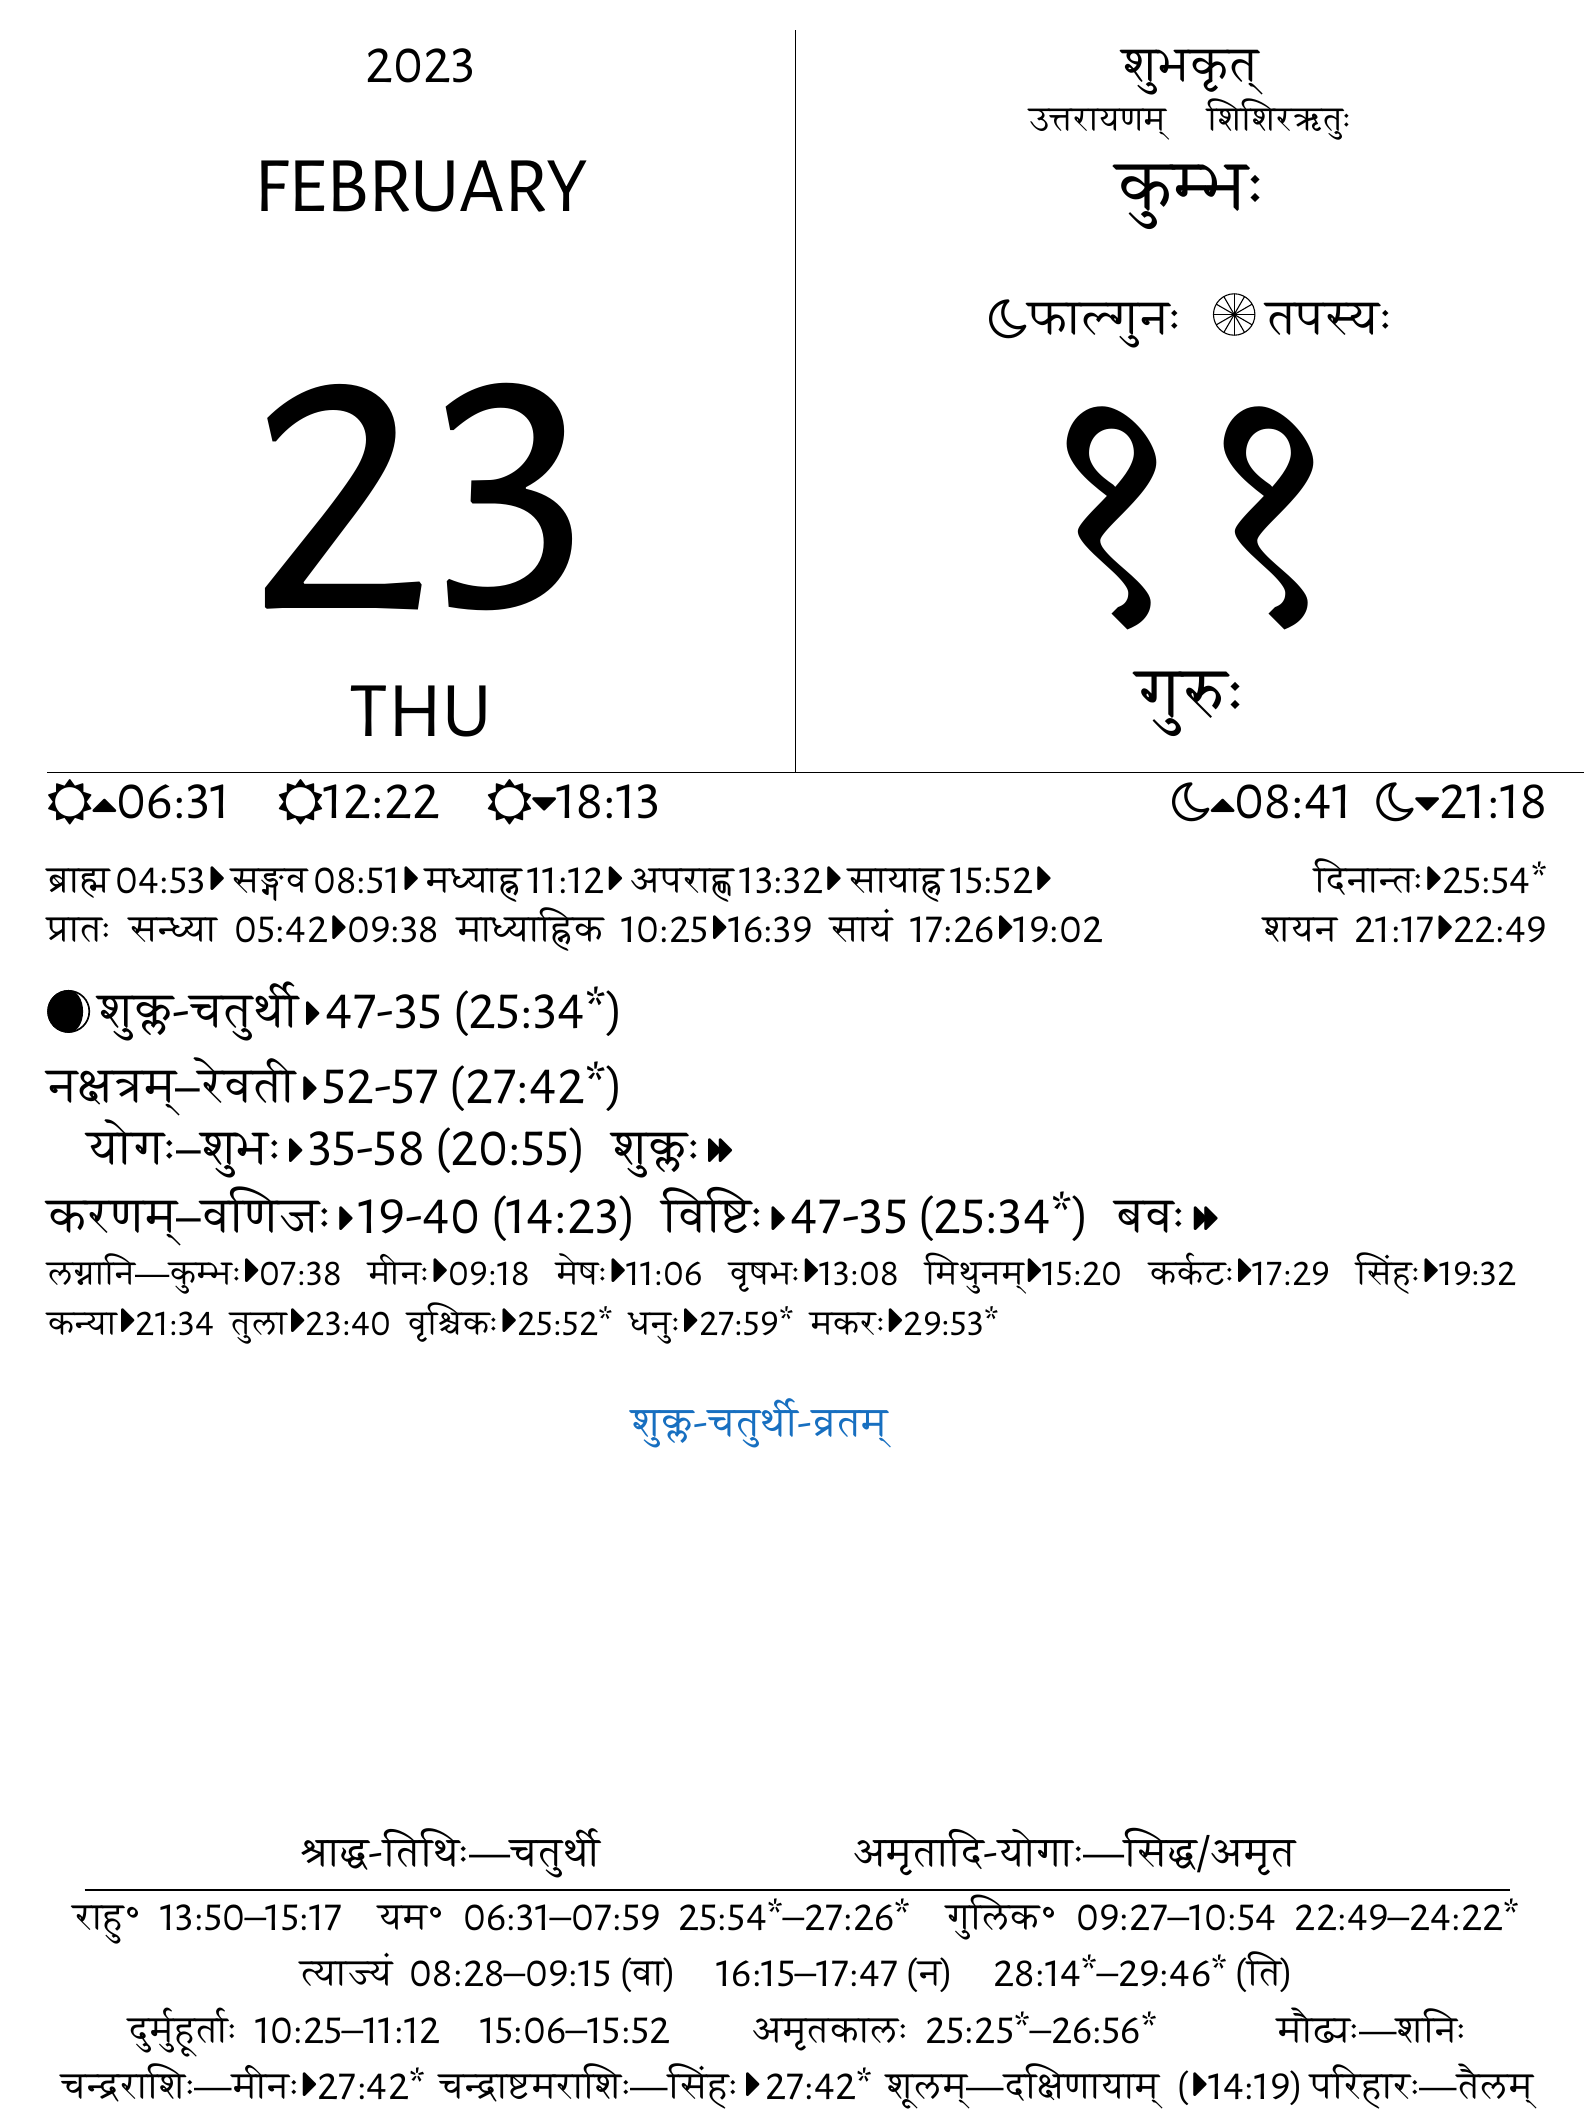 2023
FEBRUARY
23
THU
शुभकृत्
उत्तरायणम् शिशिरऋतुः
कुम्भः
फाल्गुनः तपस्यः
११
गुरुः
06:31 12:22 18:13 08:41 21:18
ब्राह्म 04:53 सङ्गव 08:51 मध्याह्न 11:12 अपराह्ण 13:32 सायाह्न 15:52 दिनान्तः 25:54*
प्रातः सन्ध्या 05:42 09:38 माध्याह्निक 10:25 16:39 सायं 17:26 19:02 शयन 21:17 22:49
शुक्ल-चतुर्थी 47-35 (25:34*)
नक्षत्रम्–रेवती 52-57 (27:42*)
योगः–शुभः 35-58 (20:55) शुक्लः
करणम्–वणिजः 19-40 (14:23) विष्टिः 47-35 (25:34*) बवः
लग्नानि—कुम्भः 07:38 मीनः 09:18 मेषः 11:06 वृषभः 13:08 मिथुनम् 15:20 कर्कटः 17:29 सिंहः 19:32
कन्या 21:34 तुला 23:40 वृश्चिकः 25:52* धनुः 27:59* मकरः 29:53*
शुक्ल-चतुर्थी-व्रतम्
श्राद्ध-तिथिः—चतुर्थी अमृतादि-योगाः—सिद्ध/अमृत
राहु॰ 13:50–15:17 यम॰ 06:31–07:59 25:54*–27:26* गुलिक॰ 09:27–10:54 22:49–24:22*
त्याज्यं 08:28–09:15 (वा) 16:15–17:47 (न) 28:14*–29:46* (ति)
दुर्मुहूर्ताः 10:25–11:12 15:06–15:52 अमृतकालः 25:25*–26:56* मौढ्यः—शनिः
चन्द्रराशिः—मीनः 27:42* चन्द्राष्टमराशिः—सिंहः 27:42* शूलम्—दक्षिणायाम् (14:19) परिहारः—तैलम्